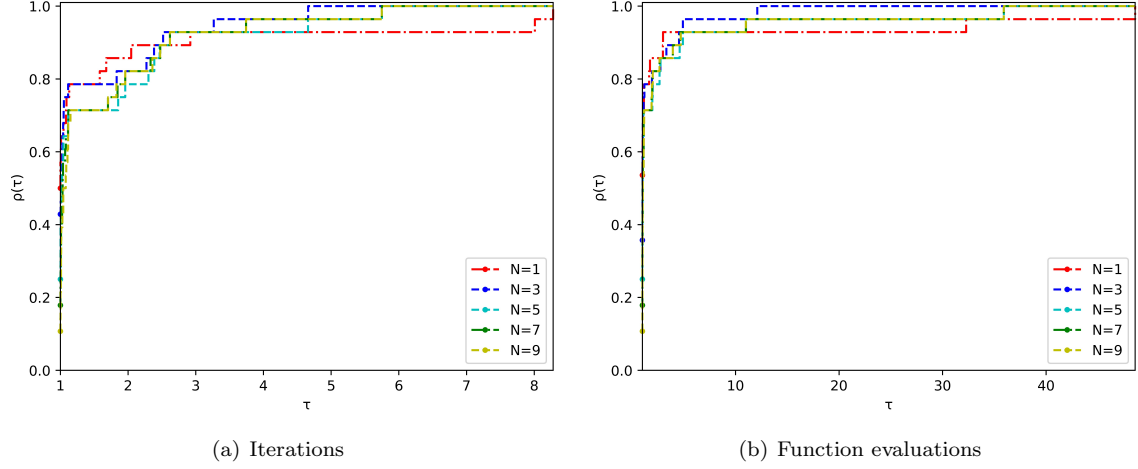 1.0
0.8
0.6
0.4
0.2
0.0
ρ(τ)
1
2
3
4
5
6
7
8
τ
N=1
N=3
N=5
N=7
N=9
(a) Iterations
1.0
0.8
0.6
0.4
0.2
0.0
ρ(τ)
10
20
30
40
τ
N=1
N=3
N=5
N=7
N=9
(b) Function evaluations